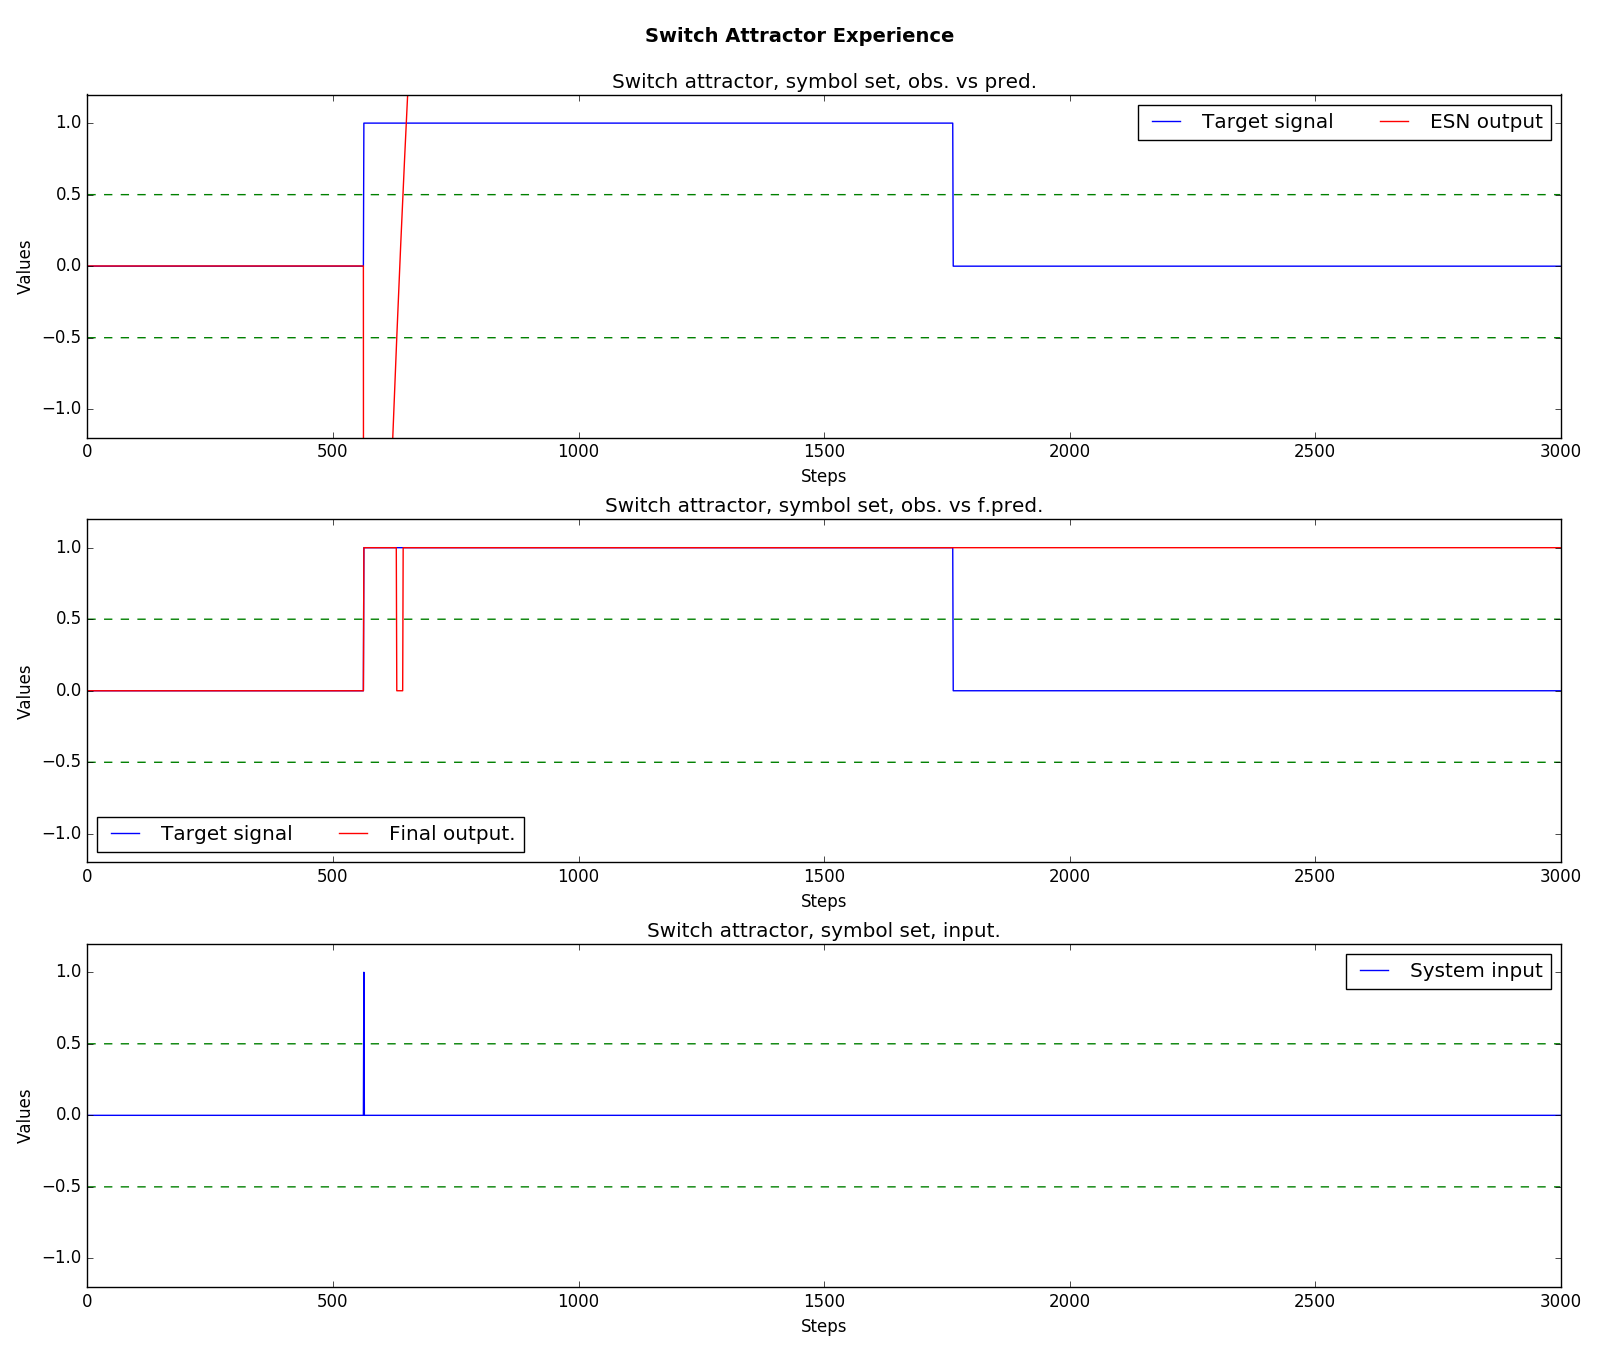 Switch Attractor Experience
Switch attractor, symbol set, obs. vs pred.
Target signal
ESN output
Values
1.0
0.5
0.0
−0.5
−1.0
0 500 1000 1500 2000 2500 3000
Steps
Switch attractor, symbol set, obs. vs f.pred.
Values
1.0
0.5
0.0
−0.5
−1.0
Target signal
Final output.
0 500 1000 1500 2000 2500 3000
Steps
Switch attractor, symbol set, input.
System input
Values
1.0
0.5
0.0
−0.5
−1.0
0 500 1000 1500 2000 2500 3000
Steps